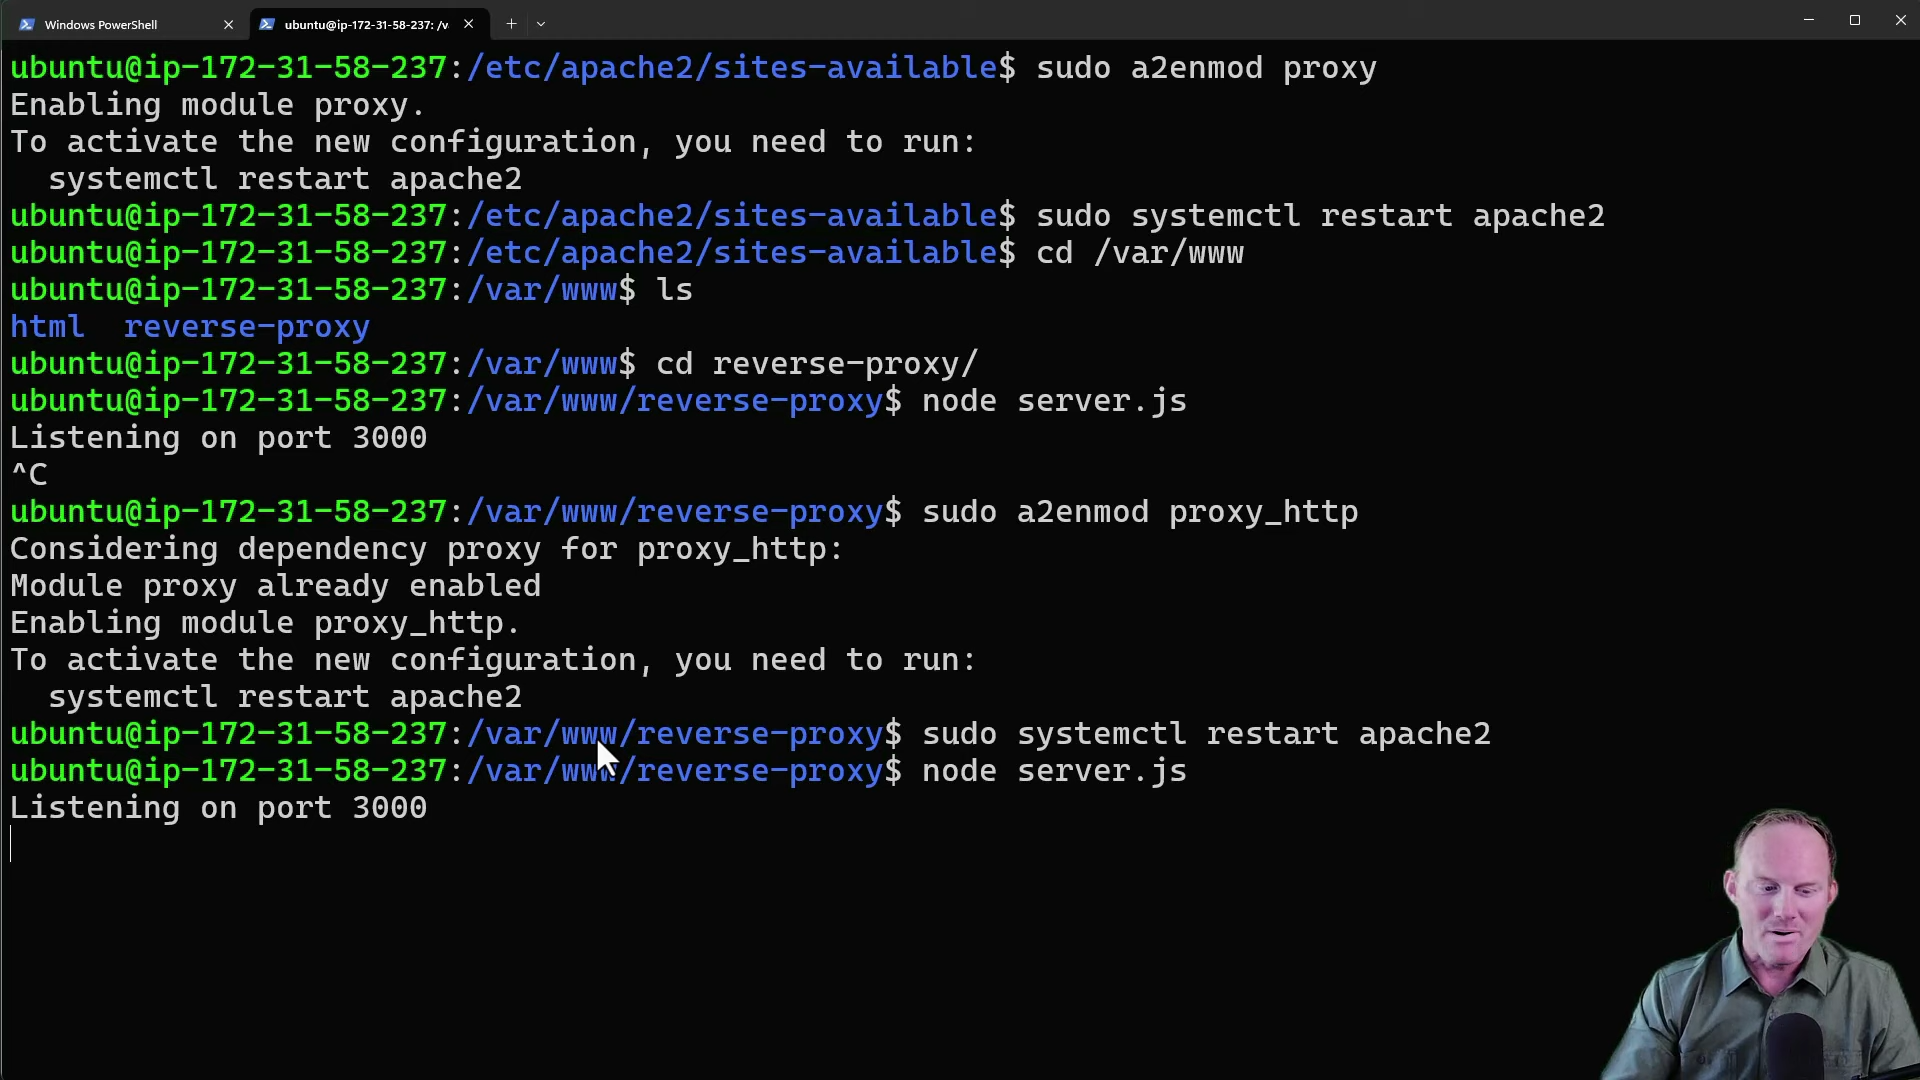 Windows PowerShell
ubuntu@ip-172-31-58-237: /v
ubuntu@ip-172-31-58-237:/etc/apache2/sites-available$ sudo a2enmod proxy
Enabling module proxy.
To activate the new configuration, you need to run:
  systemctl restart apache2
ubuntu@ip-172-31-58-237:/etc/apache2/sites-available$ sudo systemctl restart apache2
ubuntu@ip-172-31-58-237:/etc/apache2/sites-available$ cd /var/www
ubuntu@ip-172-31-58-237:/var/www$ ls
html  reverse-proxy
ubuntu@ip-172-31-58-237:/var/www$ cd reverse-proxy/
ubuntu@ip-172-31-58-237:/var/www/reverse-proxy$ node server.js
Listening on port 3000
^C
ubuntu@ip-172-31-58-237:/var/www/reverse-proxy$ sudo a2enmod proxy_http
Considering dependency proxy for proxy_http:
Module proxy already enabled
Enabling module proxy_http.
To activate the new configuration, you need to run:
  systemctl restart apache2
ubuntu@ip-172-31-58-237:/var/www/reverse-proxy$ sudo systemctl restart apache2
ubuntu@ip-172-31-58-237:/var/www/reverse-proxy$ node server.js
Listening on port 3000